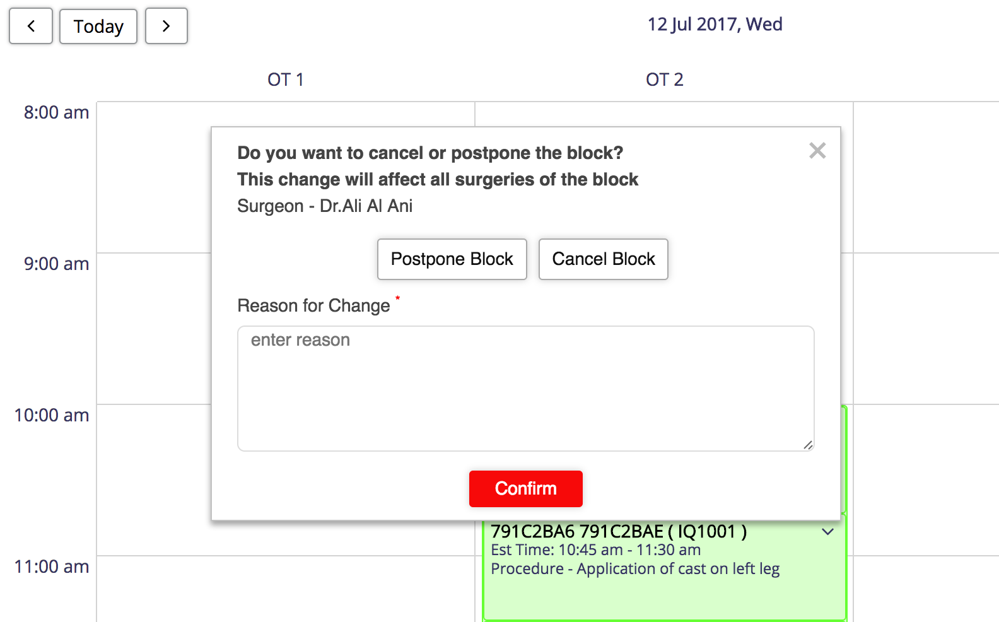 Today
12 Jul 2017, Wed
OT 1
OT 2
8:00 am
Do you want to cancel or postpone the block?
This change will affect all surgeries of the block
Surgeon - Dr.Ali Al Ani
Postpone Block
Cancel Block
9:00 am
Reason for Change *
enter reason
10:00 am
Confirm
791C2BA6 791C2BAE ( IQ1001 )
Est Time: 10:45 am - 11:30 am
Procedure - Application of cast on left leg
11:00 am